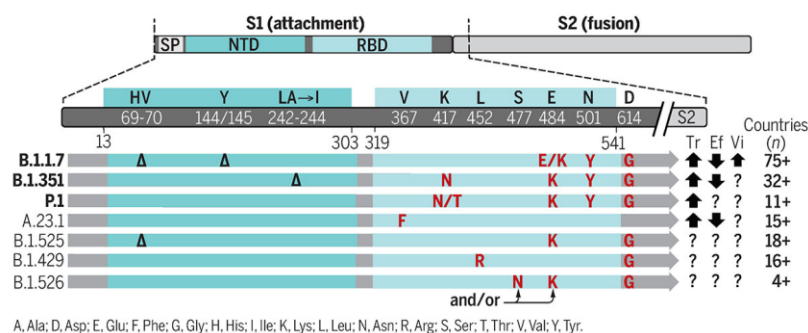 S1 (attachment) S2 (fusion)
SP NTD RBD
HV Y LA→I V K L S E N D
69-70 144/145 242-244 367 417 452 477 484 501 614 S2
13 303 319 541 Tr Ef Vi Countries (n)
B.1.1.7 Δ Δ E/K Y G ? 75+
B.1.351 Δ N K Y G ? 32+
P.1 N/T K Y G ? ? 11+
A.23.1 F ? 15+
B.1.525 Δ K G ? ? ? 18+
B.1.429 R G ? ? ? 16+
B.1.526 N K G ? ? ? 4+
and/or
A, Ala; D, Asp; E, Glu; F, Phe; G, Gly; H, His; I, Ile; K, Lys; L, Leu; N, Asn; R, Arg; S, Ser; T, Thr; V, Val; Y, Tyr.